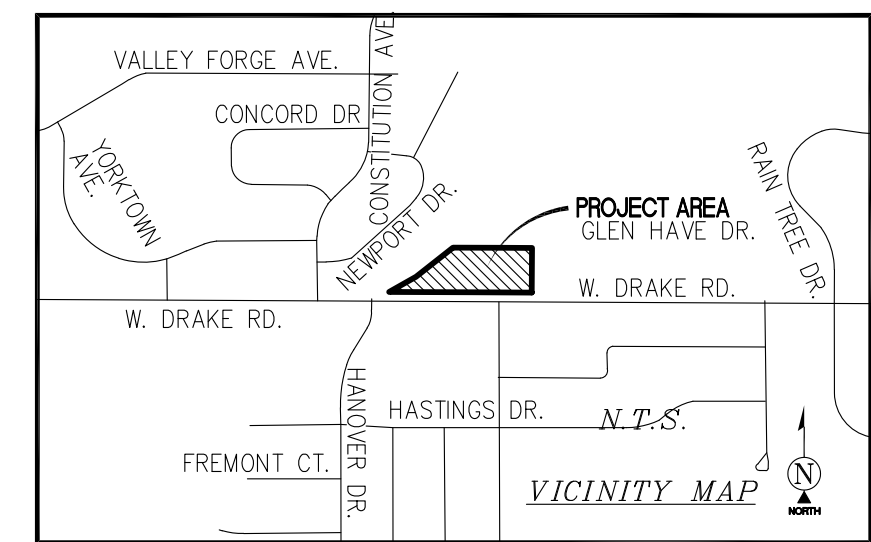 VALLEY FORGE AVE.
CONSTITUTION AVE
CONCORD DR
YORKTOWN
AVE.
NEWPORT DR.
RAIN TREE DR.
PROJECT AREA
GLEN HAVE DR.
W. DRAKE RD.
W. DRAKE RD.
HANOVER DR.
HASTINGS DR.
N.T.S.
FREMONT CT.
VICINITY MAP
N
NORTH